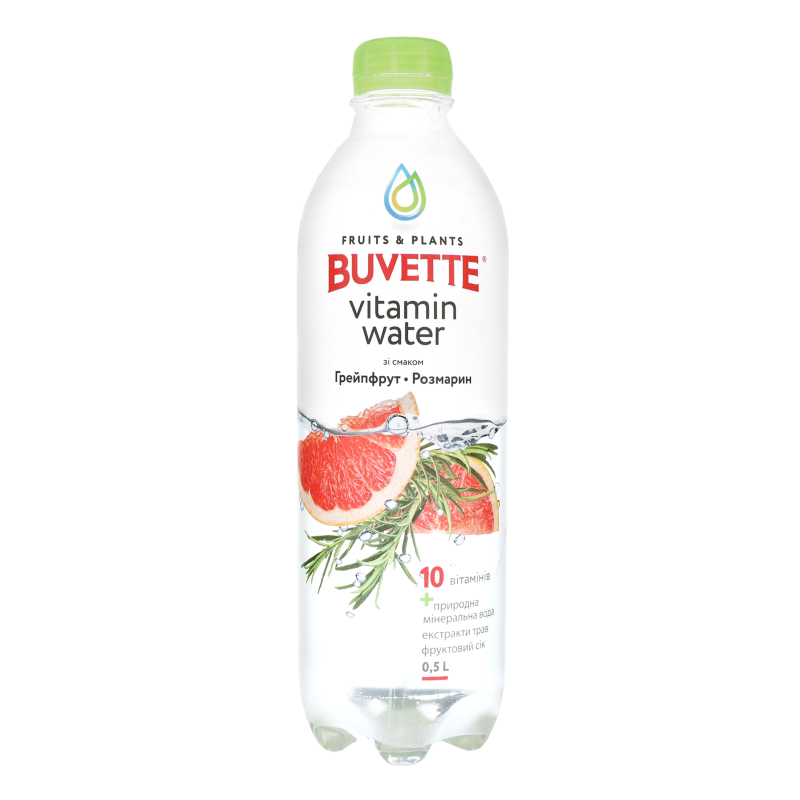 FRUITS & PLANTS
BUVETTE®
vitamin
water
зі смаком
Грейпфрут • Розмарин
10 вітамінів
+ природна
мінеральна вода
екстракти трав
фруктовий сік
0,5 L